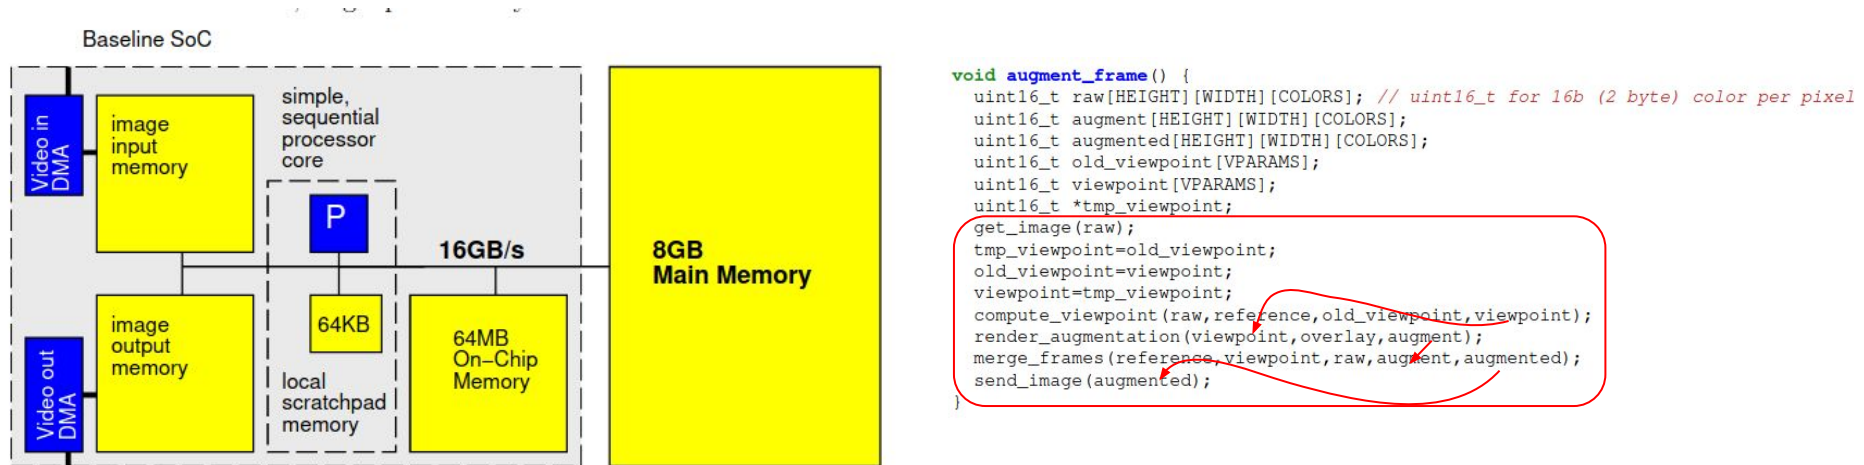 Baseline SoC
Video in
DMA
image
input
memory
simple,
sequential
processor
core
P
16GB/s
8GB
Main Memory
Video out
DMA
image
output
memory
64KB
local
scratchpad
memory
64MB
On-Chip
Memory
void augment_frame() {
uint16_t raw[HEIGHT][WIDTH][COLORS]; // uint16_t for 16b (2 byte) color per pixel
uint16_t augment[HEIGHT][WIDTH][COLORS];
uint16_t augmented[HEIGHT][WIDTH][COLORS];
uint16_t old_viewpoint[VPARAMS];
uint16_t viewpoint[VPARAMS];
uint16_t *tmp_viewpoint;
get_image(raw);
tmp_viewpoint=old_viewpoint;
old_viewpoint=viewpoint;
viewpoint=tmp_viewpoint;
compute_viewpoint(raw,reference,old_viewpoint,viewpoint);
render_augmentation(viewpoint,overlay,augment);
merge_frames(reference,viewpoint,raw,augment,augmented);
send_image(augmented);
}